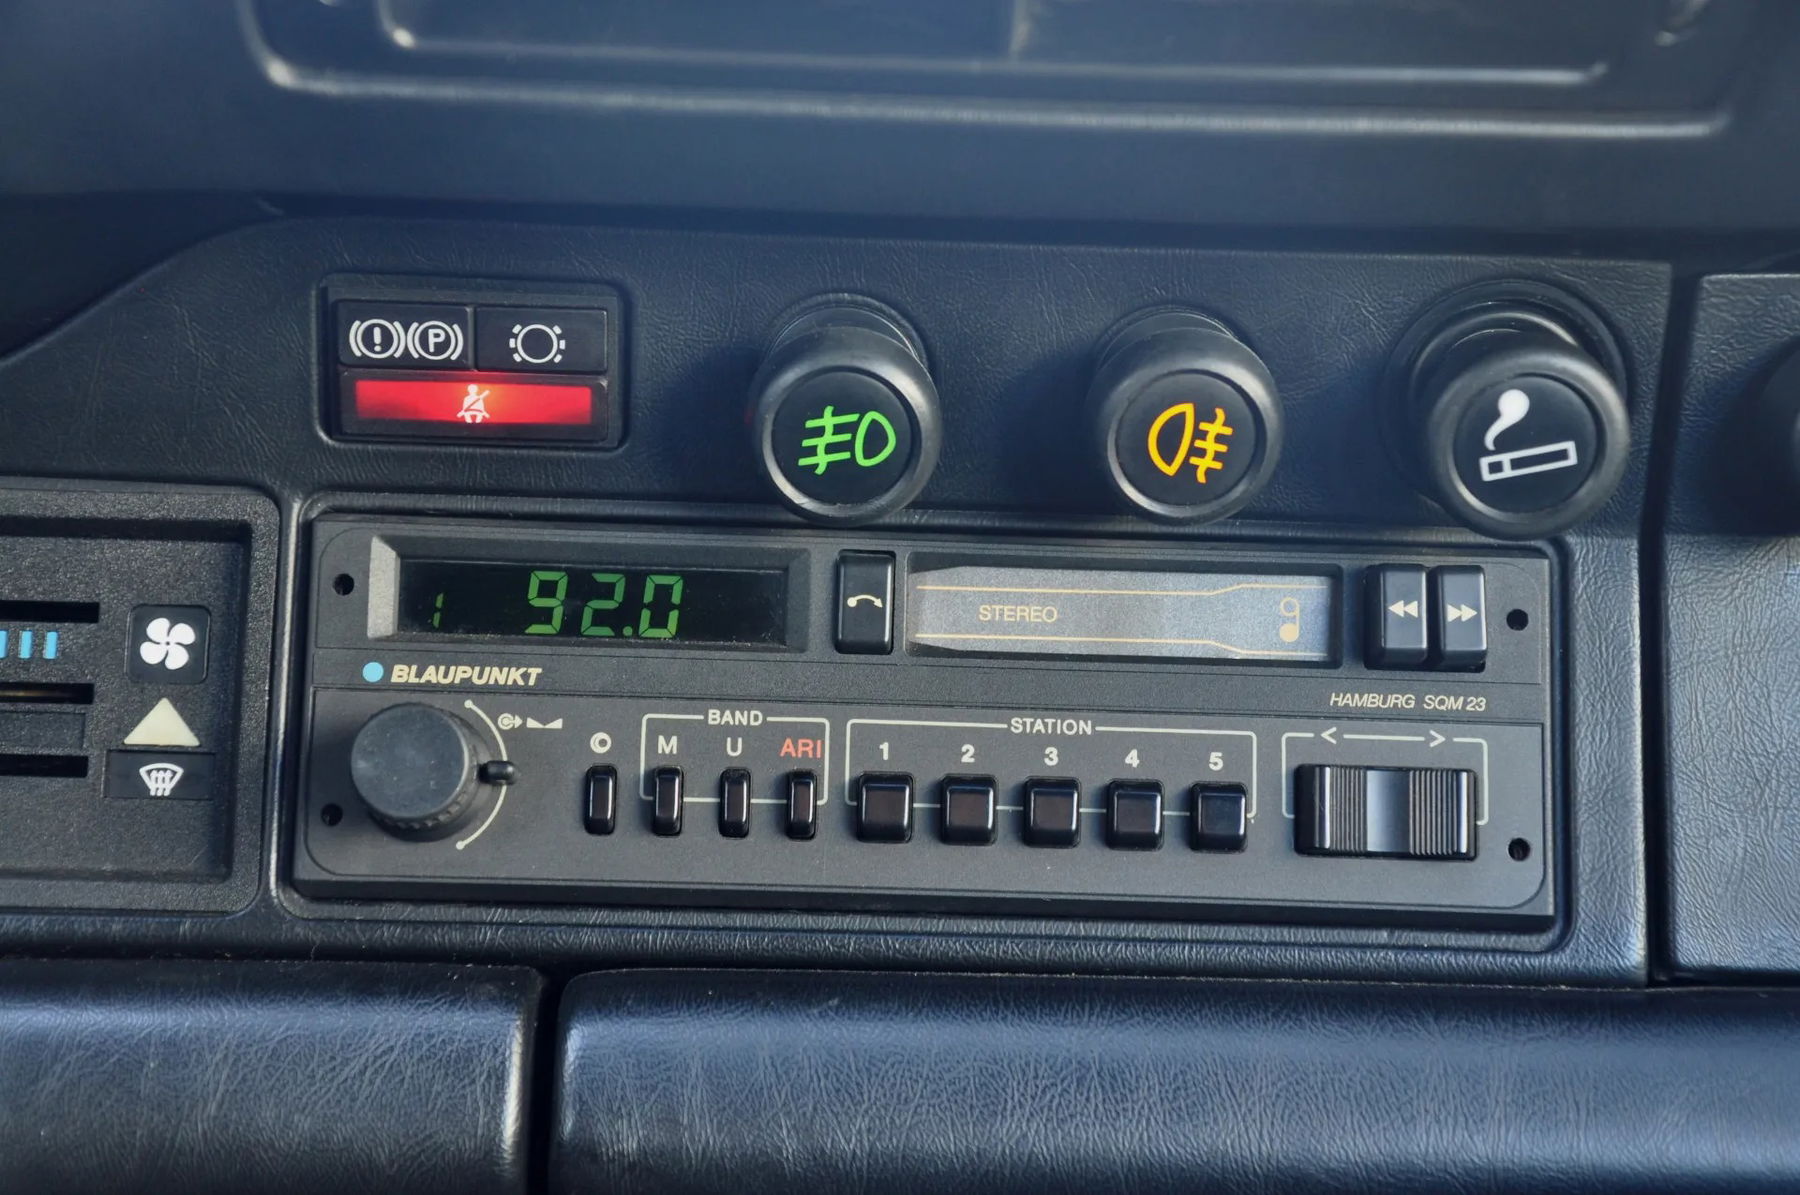 P
1 92.0
STEREO
BLAUPUNKT
HAMBURG SQM 23
BAND
STATION
M U ARI
1 2 3 4 5